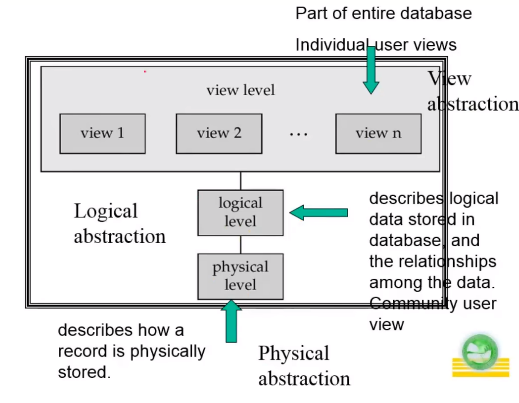 Part of entire database
Individual user views
View
abstraction
view level
view 1
view 2
...
view n
Logical
abstraction
logical
level
describes logical
data stored in
database, and
the relationships
among the data.
Community user
view
physical
level
describes how a
record is physically
stored.
Physical
abstraction